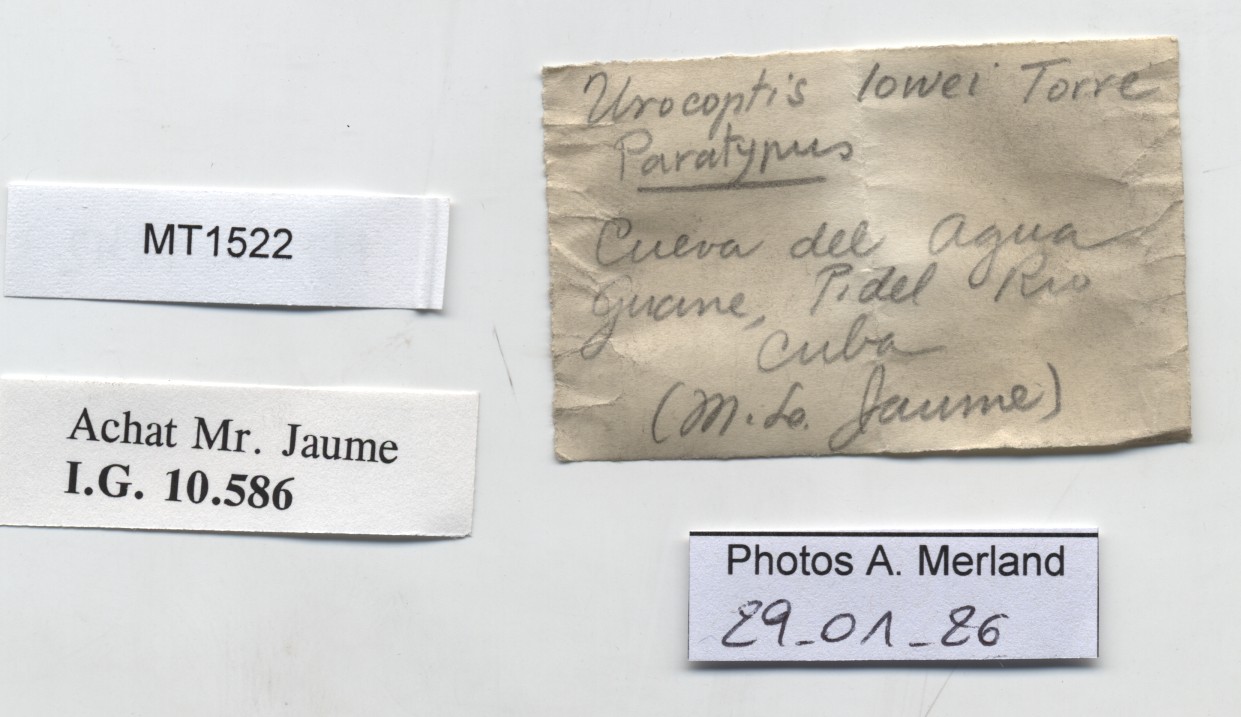 Urocoptis lowei Torre
Paratypus
Cueva del Agua
Guane, P. del Rio
Cuba
(M. L. Jaume)
MT1522
Achat Mr. Jaume
I.G. 10.586
Photos A. Merland
29_01_26